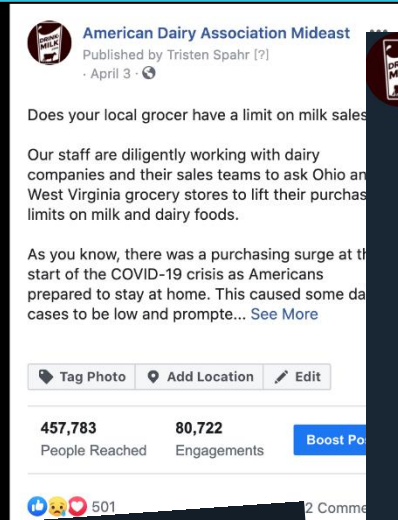 American Dairy Association Mideast
Published by Tristen Spahr [?]
· April 3 ·
Does your local grocer have a limit on milk sales
Our staff are diligently working with dairy
companies and their sales teams to ask Ohio an
West Virginia grocery stores to lift their purchas
limits on milk and dairy foods.
As you know, there was a purchasing surge at th
start of the COVID-19 crisis as Americans
prepared to stay at home. This caused some da
cases to be low and prompte... See More
Tag Photo Add Location Edit
457,783 80,722
People Reached Engagements
Boost Po
501 2 Comme
DRINK
MILK